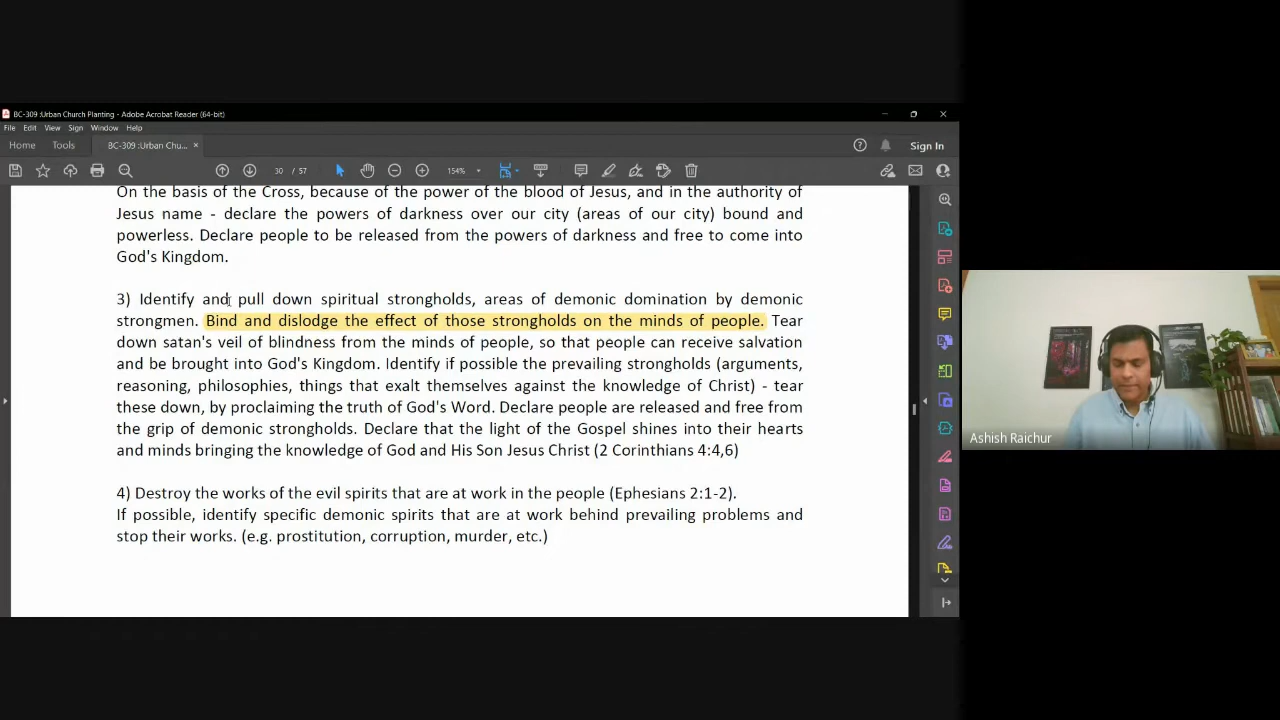 BC-309 :Urban Church Planting - Adobe Acrobat Reader (64-bit)
File Edit View Sign Window Help
Home Tools BC-309 :Urban Chu... × Sign In
30 / 57 154%
On the basis of the Cross, because of the power of the blood of Jesus, and in the authority of
Jesus name - declare the powers of darkness over our city (areas of our city) bound and
powerless. Declare people to be released from the powers of darkness and free to come into
God's Kingdom.
3) Identify and pull down spiritual strongholds, areas of demonic domination by demonic
strongmen. Bind and dislodge the effect of those strongholds on the minds of people. Tear
down satan's veil of blindness from the minds of people, so that people can receive salvation
and be brought into God's Kingdom. Identify if possible the prevailing strongholds (arguments,
reasoning, philosophies, things that exalt themselves against the knowledge of Christ) - tear
these down, by proclaiming the truth of God's Word. Declare people are released and free from
the grip of demonic strongholds. Declare that the light of the Gospel shines into their hearts
and minds bringing the knowledge of God and His Son Jesus Christ (2 Corinthians 4:4,6)
4) Destroy the works of the evil spirits that are at work in the people (Ephesians 2:1-2).
If possible, identify specific demonic spirits that are at work behind prevailing problems and
stop their works. (e.g. prostitution, corruption, murder, etc.)
Ashish Raichur